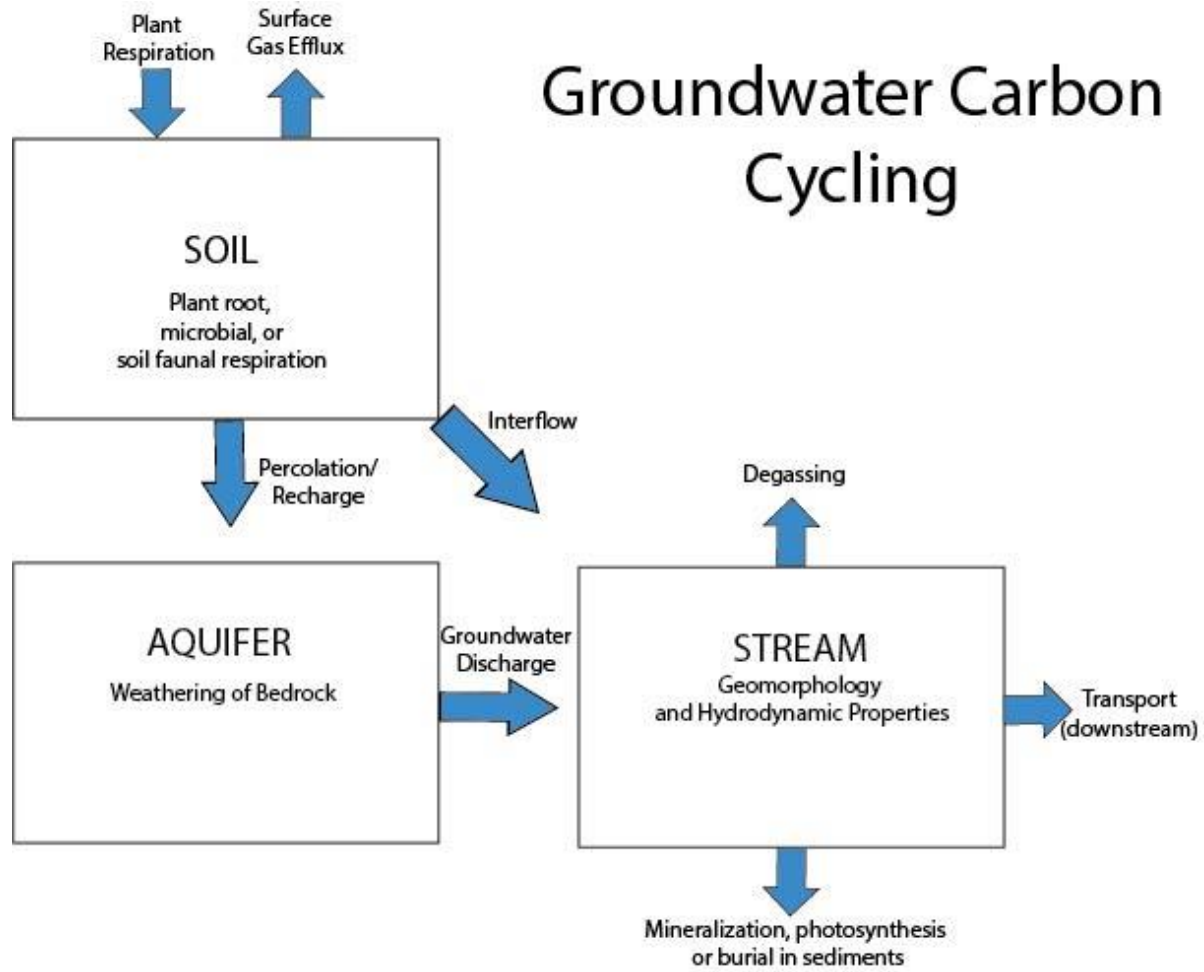 Plant
Respiration
Surface
Gas Efflux
Groundwater Carbon
Cycling
SOIL
Plant root,
microbial, or
soil faunal respiration
Interflow
Percolation/
Recharge
Degassing
AQUIFER
Weathering of Bedrock
Groundwater
Discharge
STREAM
Geomorphology
and Hydrodynamic Properties
Transport
(downstream)
Mineralization, photosynthesis
or burial in sediments